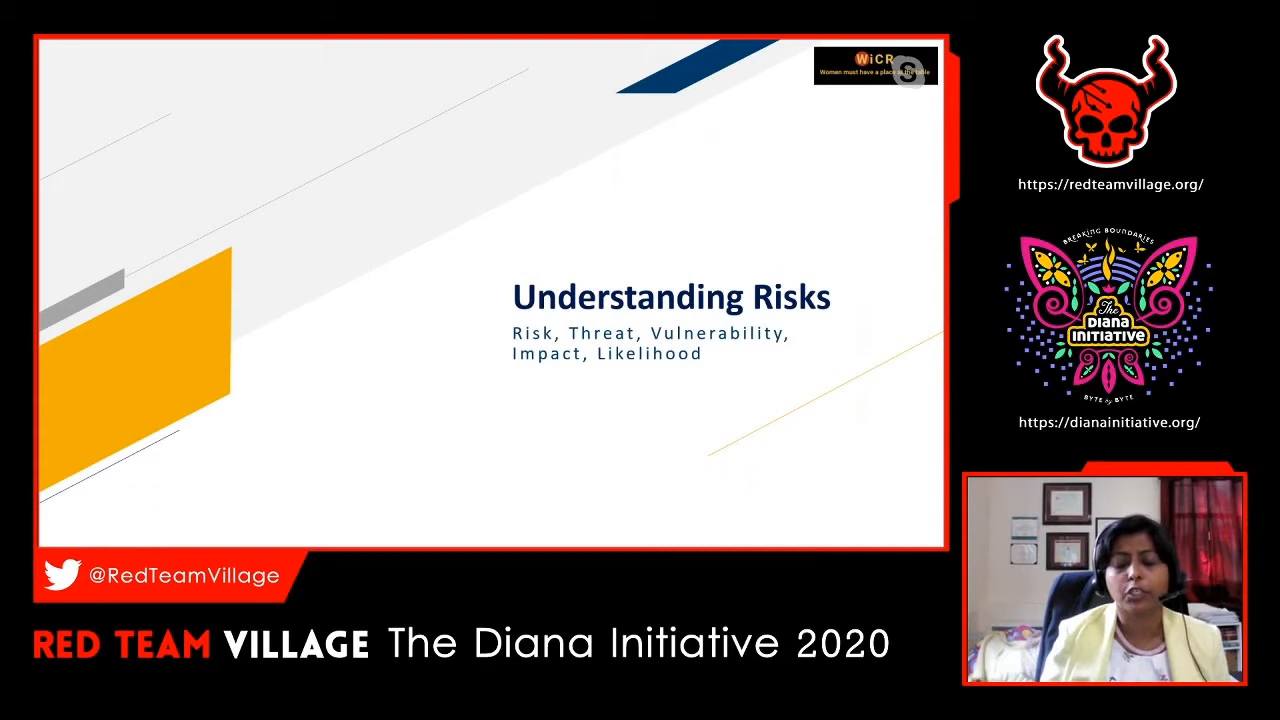 WiCR
Women must have a place at the table
Understanding Risks
Risk, Threat, Vulnerability,
Impact, Likelihood
https://redteamvillage.org/
BREAKING BOUNDARIES
The
DIANA
INITIATIVE
BYTE by BYTE
https://dianainitiative.org/
@RedTeamVillage
RED TEAM VILLAGE The Diana Initiative 2020